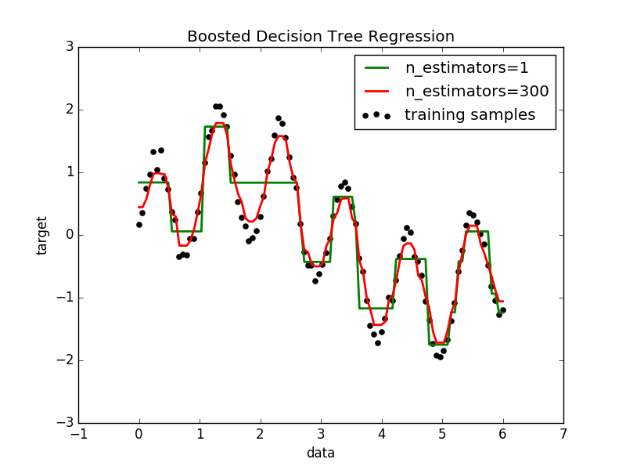 Boosted Decision Tree Regression
n_estimators=1
n_estimators=300
training samples
3
2
1
0
−1
−2
−3
target
−1 0 1 2 3 4 5 6 7
data